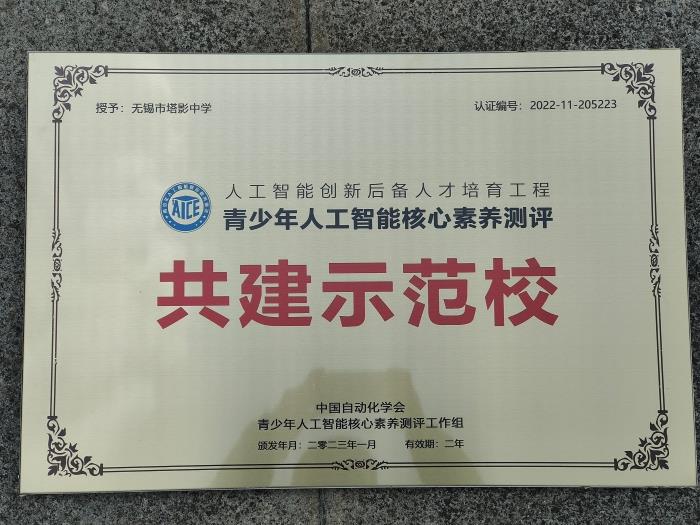 授予：无锡市塔影中学
认证编号：2022-11-205223
人工智能创新后备人才培育工程
AICE
青少年人工智能核心素养测评
共建示范校
中国自动化学会
青少年人工智能核心素养测评工作组
颁发年月：二〇二三年一月 有效期：二年